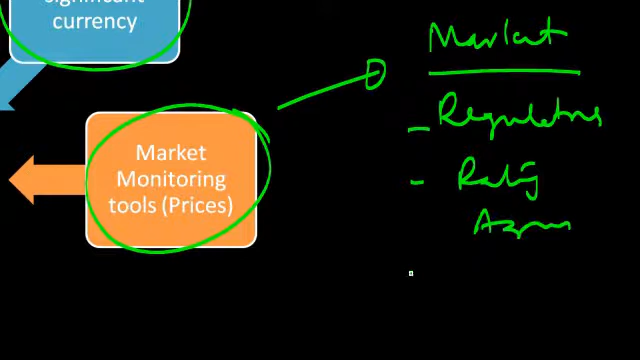 significant
currency
Market
Regulators
Market
Monitoring
tools (Prices)
- Rating